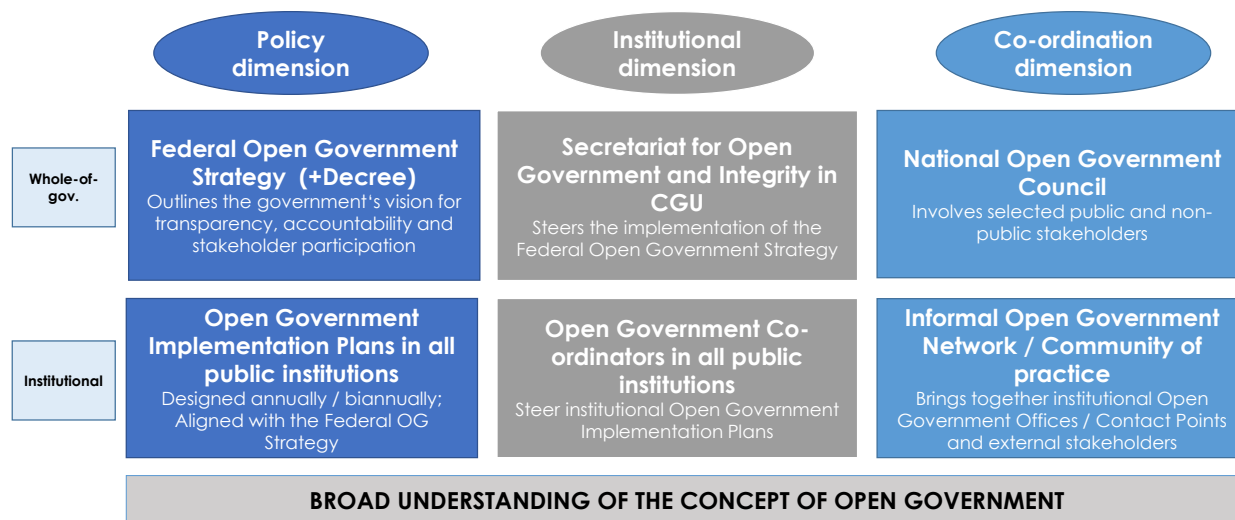 Policy
dimension
Institutional
dimension
Co-ordination
dimension
Whole-of-
gov.
Federal Open Government
Strategy (+Decree)
Outlines the government‘s vision for
transparency, accountability and
stakeholder participation
Secretariat for Open
Government and Integrity in
CGU
Steers the implementation of the
Federal Open Government Strategy
National Open Government
Council
Involves selected public and non-
public stakeholders
Institutional
Open Government
Implementation Plans in all
public institutions
Designed annually / biannually;
Aligned with the Federal OG
Strategy
Open Government Co-
ordinators in all public
institutions
Steer institutional Open Government
Implementation Plans
Informal Open Government
Network / Community of
practice
Brings together institutional Open
Government Offices / Contact Points
and external stakeholders
BROAD UNDERSTANDING OF THE CONCEPT OF OPEN GOVERNMENT